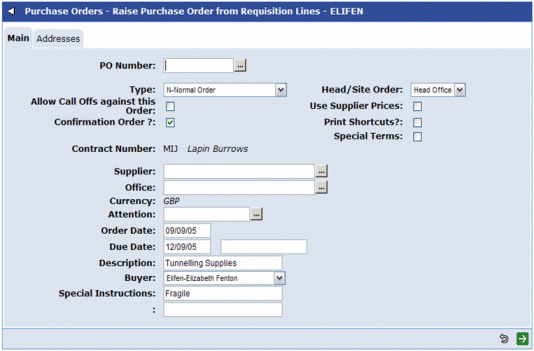 Purchase Orders - Raise Purchase Order from Requisition Lines - ELIFEN
Main Addresses
PO Number: ...
Type: N-Normal Order Head/Site Order: Head Office
Allow Call Offs against this Order: Use Supplier Prices:
Confirmation Order ?: Print Shortcuts?:
Special Terms:
Contract Number: MIJ Lapin Burrows
Supplier: ...
Office: ...
Currency: GBP
Attention: ...
Order Date: 09/09/05
Due Date: 12/09/05
Description: Tunnelling Supplies
Buyer: Elifen-Elizabeth Fenton
Special Instructions: Fragile
: